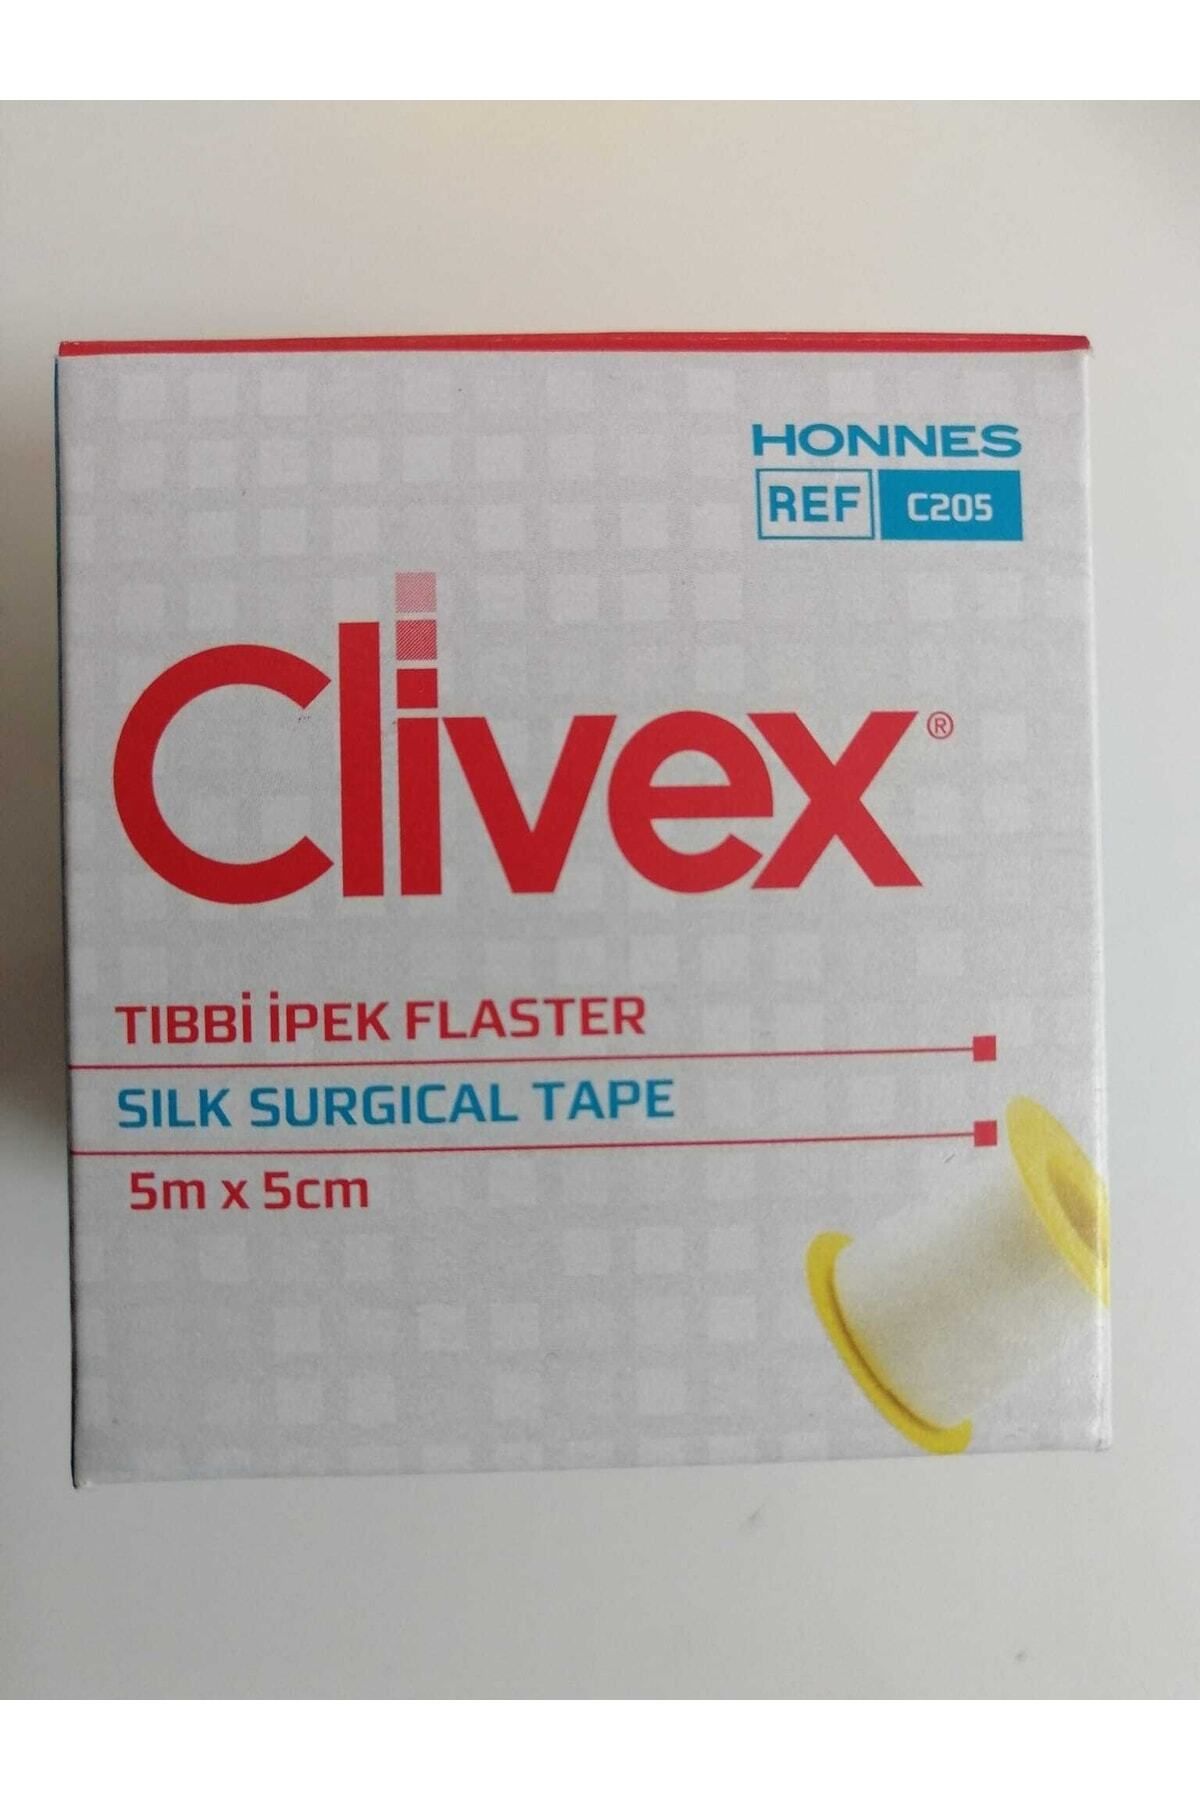 HONNES
REF C205
Clivex®
TIBBİ İPEK FLASTER
SILK SURGICAL TAPE
5m x 5cm